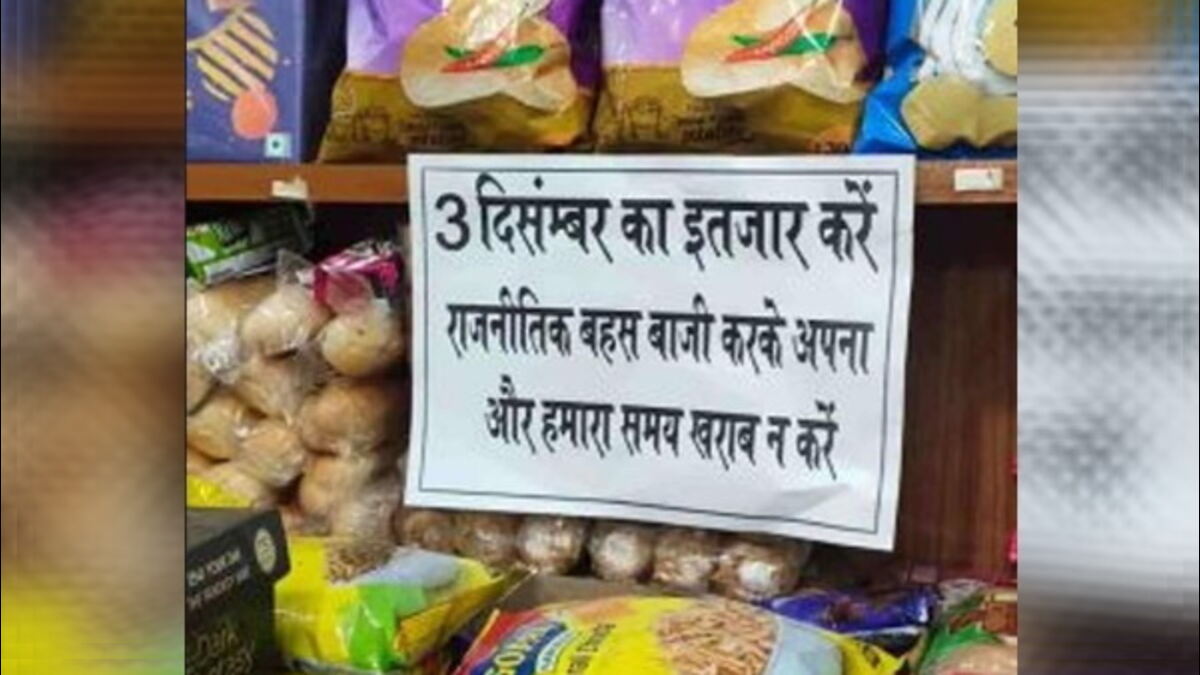 3 दिसंम्बर का इतजार करें
राजनीतिक बहस बाजी करके अपना
और हमारा समय खराब न करें